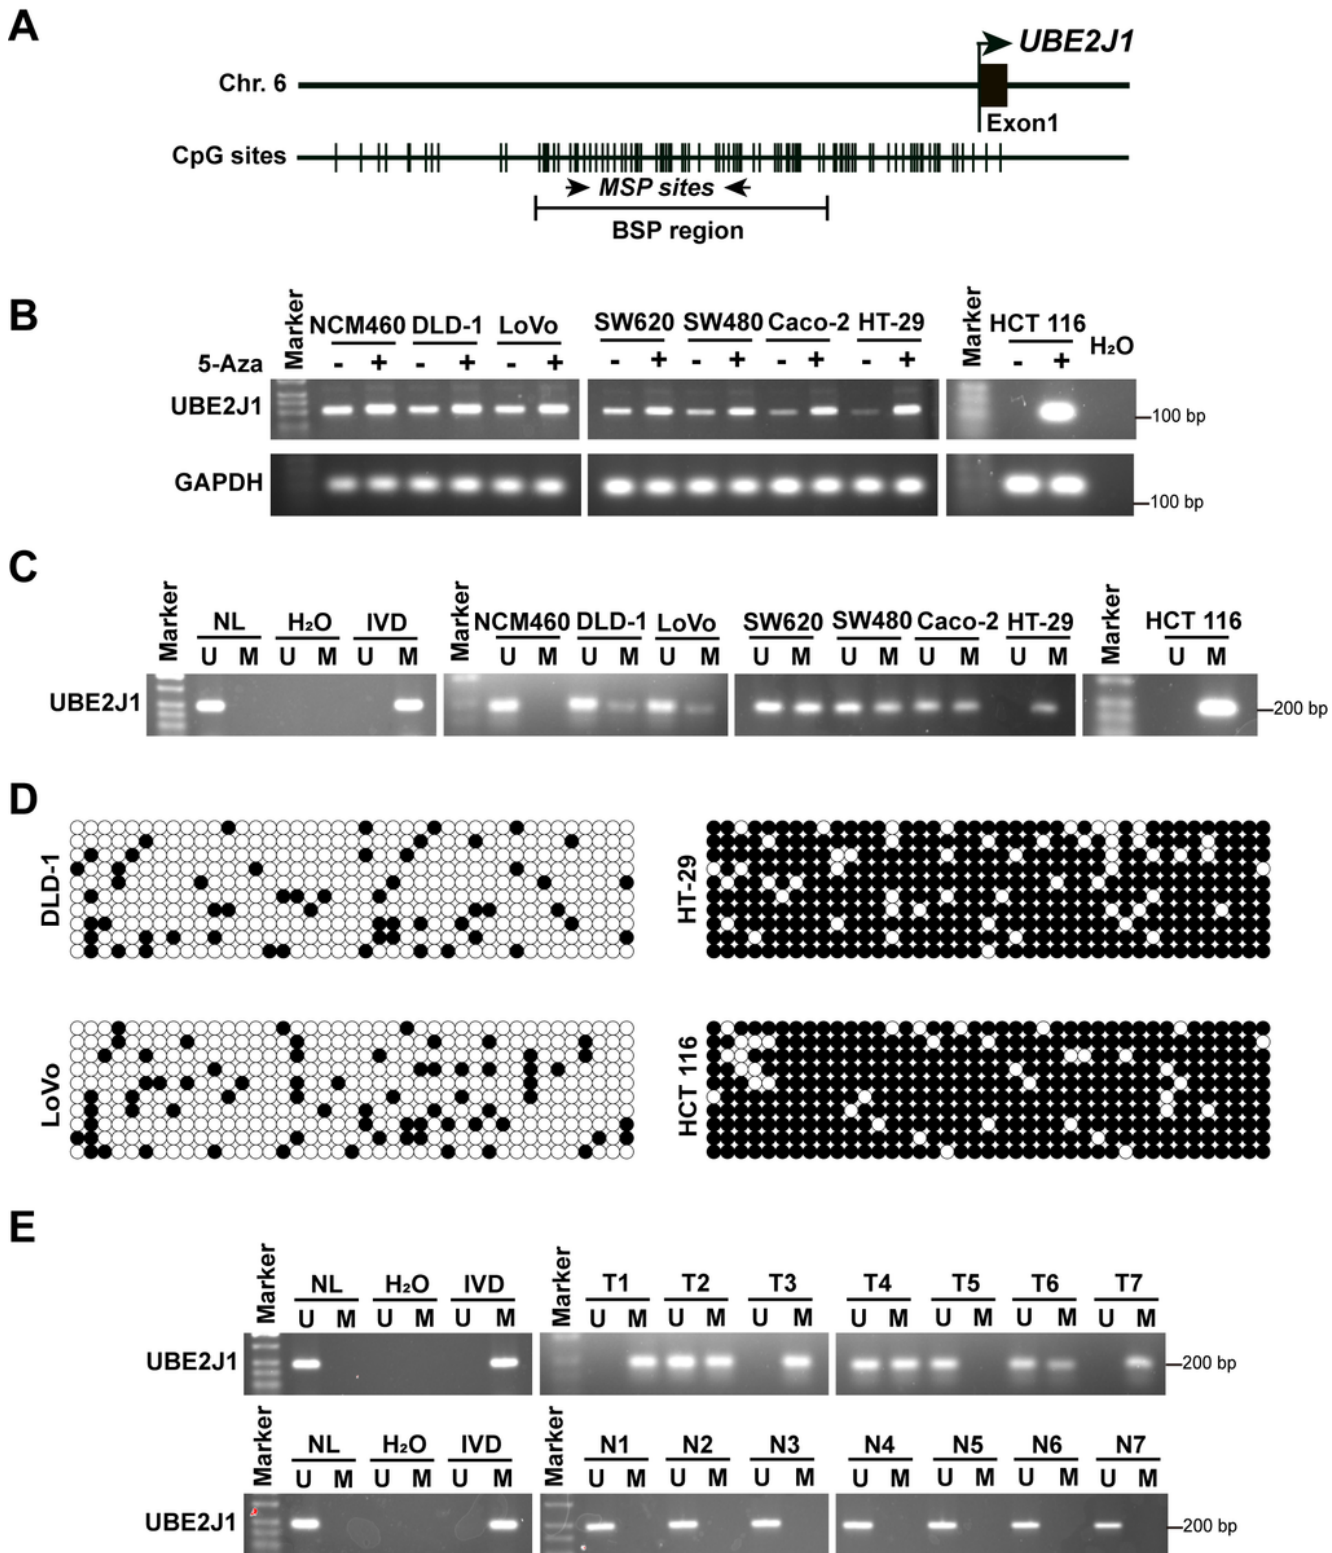 A
UBE2J1
Chr. 6
Exon1
CpG sites
MSP sites
BSP region
B
Marker
NCM460 DLD-1 LoVo
SW620 SW480 Caco-2 HT-29
Marker
HCT 116
H₂O
5-Aza - + - + - + - + - + - + - + - +
UBE2J1
100 bp
GAPDH
100 bp
C
Marker
NL H₂O IVD
Marker
NCM460 DLD-1 LoVo
SW620 SW480 Caco-2 HT-29
Marker
HCT 116
U M U M U M U M U M U M U M U M U M U M U M
UBE2J1
200 bp
D
DLD-1
HT-29
LoVo
HCT 116
E
Marker
NL H₂O IVD
Marker
T1 T2 T3 T4 T5 T6 T7
U M U M U M U M U M U M U M U M U M U M
UBE2J1
200 bp
Marker
NL H₂O IVD
Marker
N1 N2 N3 N4 N5 N6 N7
U M U M U M U M U M U M U M U M U M U M
UBE2J1
200 bp